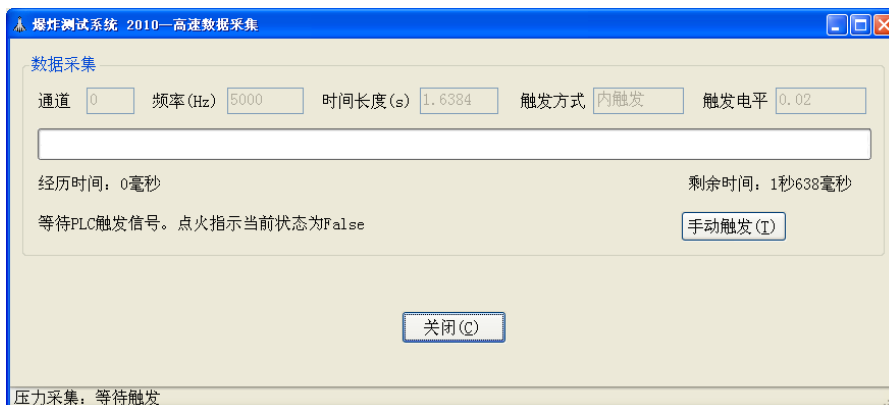 爆炸测试系统 2010—高速数据采集
数据采集
通道 0 频率(Hz) 5000 时间长度(s) 1.6384 触发方式 内触发 触发电平 0.02
经历时间：0毫秒 剩余时间：1秒638毫秒
等待PLC触发信号。点火指示当前状态为False 手动触发(T)
关闭(C)
压力采集：等待触发